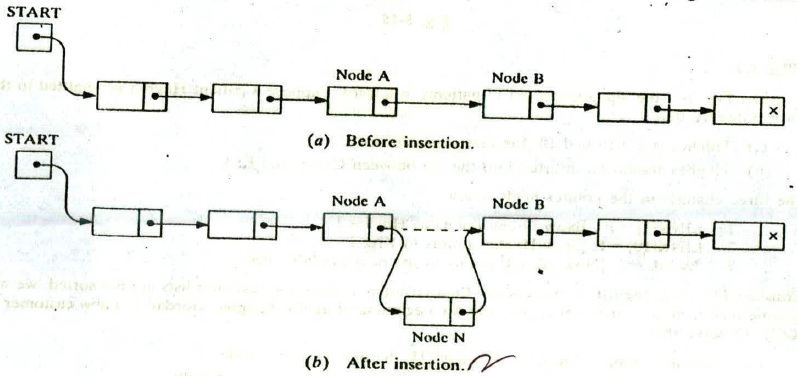 START
Node A
Node B
×
(a) Before insertion.
START
Node A
Node B
×
Node N
(b) After insertion.